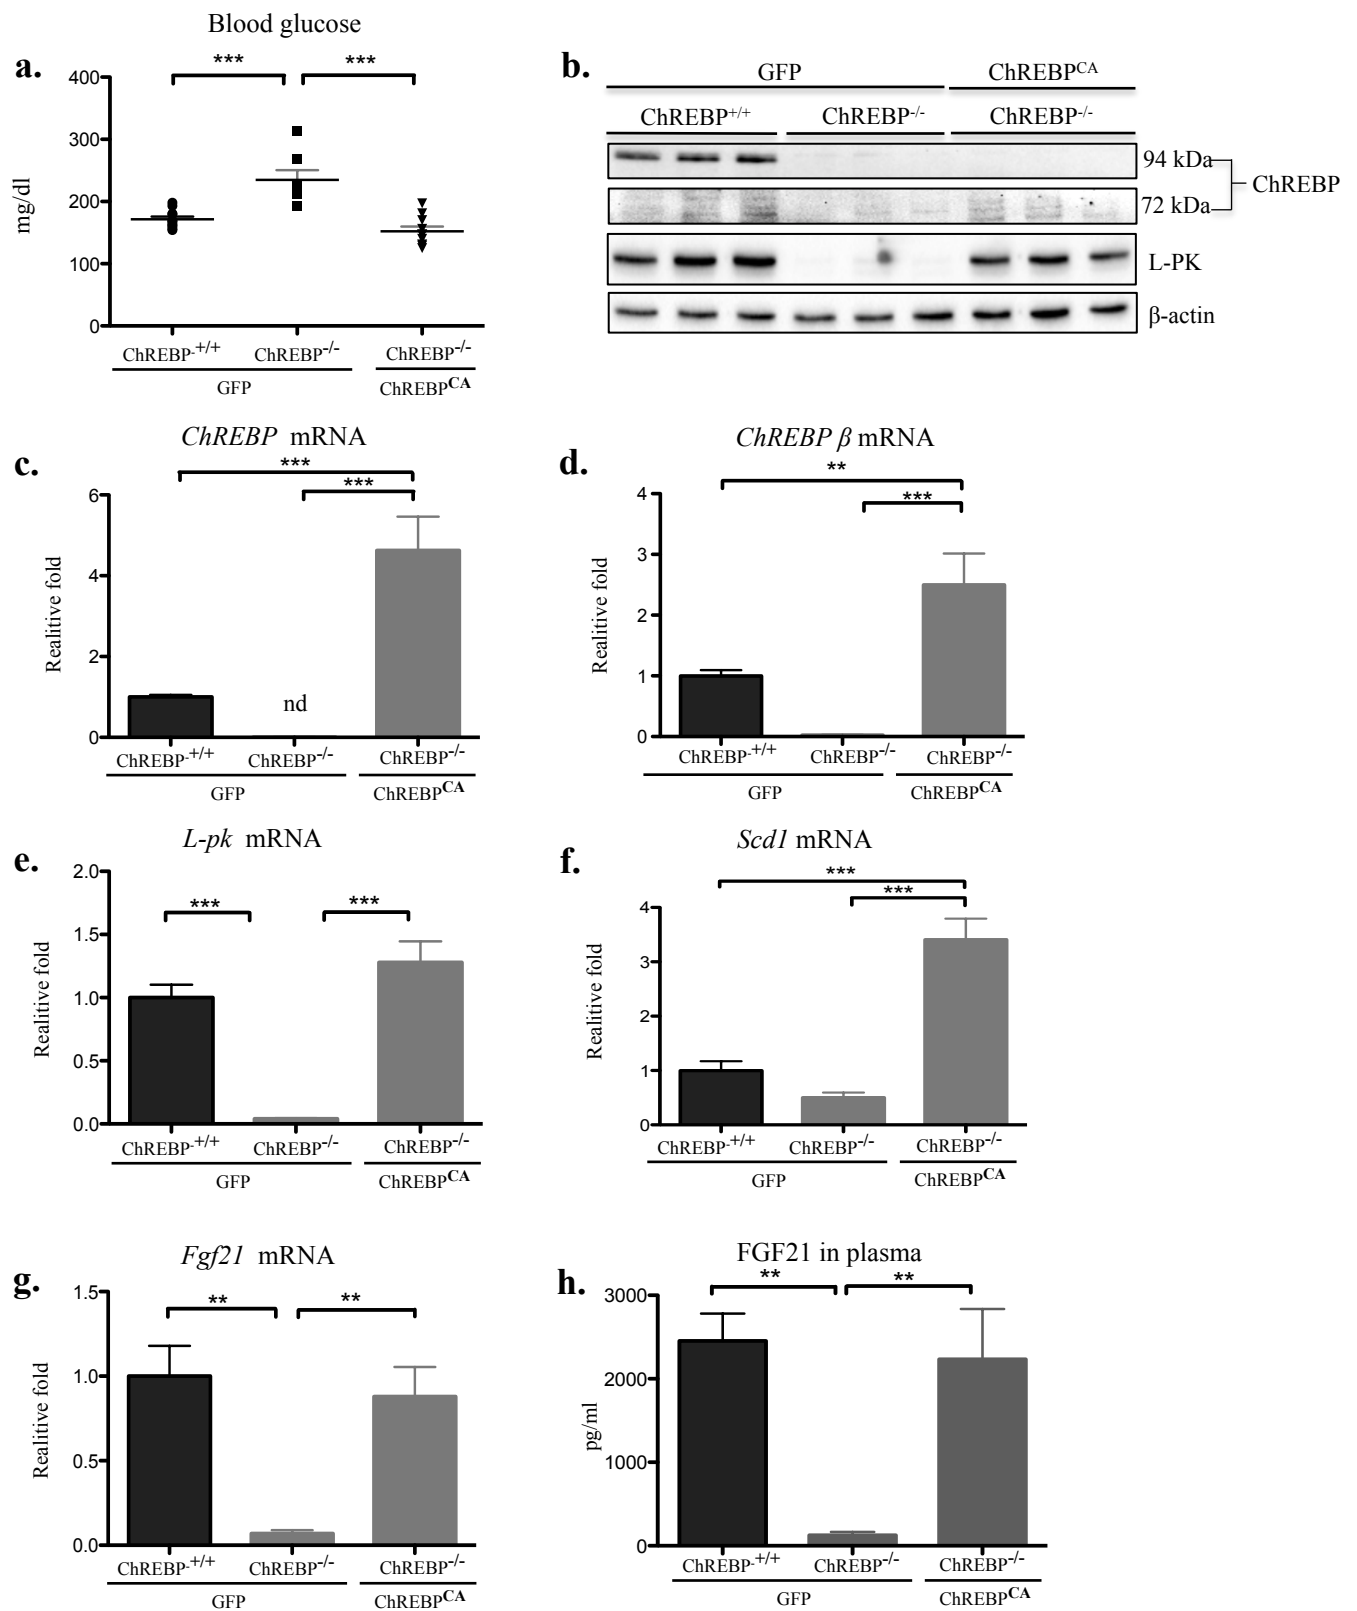 Blood glucose
a.
*** ***
400
300
200
100
0
mg/dl
ChREBP-+/+ ChREBP-/- ChREBP-/-
GFP ChREBPCA
b.
GFP ChREBPCA
ChREBP+/+ ChREBP-/- ChREBP-/-
94 kDa
ChREBP
72 kDa
L-PK
β-actin
ChREBP mRNA
c.
***
***
6
4
2
0
Realitive fold
nd
ChREBP-+/+ ChREBP-/- ChREBP-/-
GFP ChREBPCA
ChREBP β mRNA
d.
**
***
4
3
2
1
0
Realitive fold
ChREBP-+/+ ChREBP-/- ChREBP-/-
GFP ChREBPCA
L-pk mRNA
e.
*** ***
2.0
1.5
1.0
0.5
0.0
Realitive fold
ChREBP-+/+ ChREBP-/- ChREBP-/-
GFP ChREBPCA
Scd1 mRNA
f.
***
***
4
3
2
1
0
Realitive fold
ChREBP-+/+ ChREBP-/- ChREBP-/-
GFP ChREBPCA
Fgf21 mRNA
g.
** **
1.5
1.0
0.5
0.0
Realitive fold
ChREBP-+/+ ChREBP-/- ChREBP-/-
GFP ChREBPCA
FGF21 in plasma
h.
** **
3000
2000
1000
0
pg/ml
ChREBP-+/+ ChREBP-/- ChREBP-/-
GFP ChREBPCA